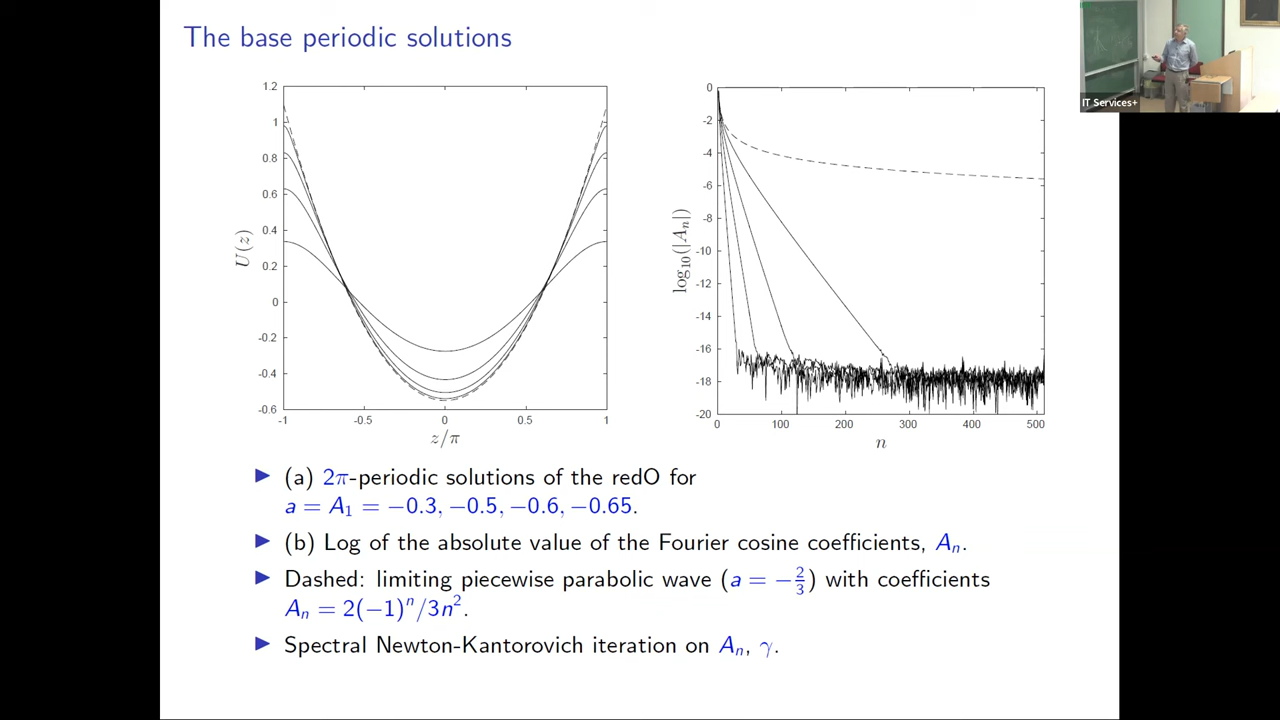 The base periodic solutions
IT Services+
1.2
1
0.8
0.6
0.4
0.2
0
-0.2
-0.4
-0.6
U(z)
-1
-0.5
0
0.5
1
z/π
0
-2
-4
-6
-8
-10
-12
-14
-16
-18
-20
log₁₀(|Aₙ|)
0
100
200
300
400
500
n
(a) 2π-periodic solutions of the redO for
a = A₁ = −0.3, −0.5, −0.6, −0.65.
(b) Log of the absolute value of the Fourier cosine coefficients, Aₙ.
Dashed: limiting piecewise parabolic wave (a = −2/3) with coefficients
Aₙ = 2(−1)ⁿ/3n².
Spectral Newton-Kantorovich iteration on Aₙ, γ.